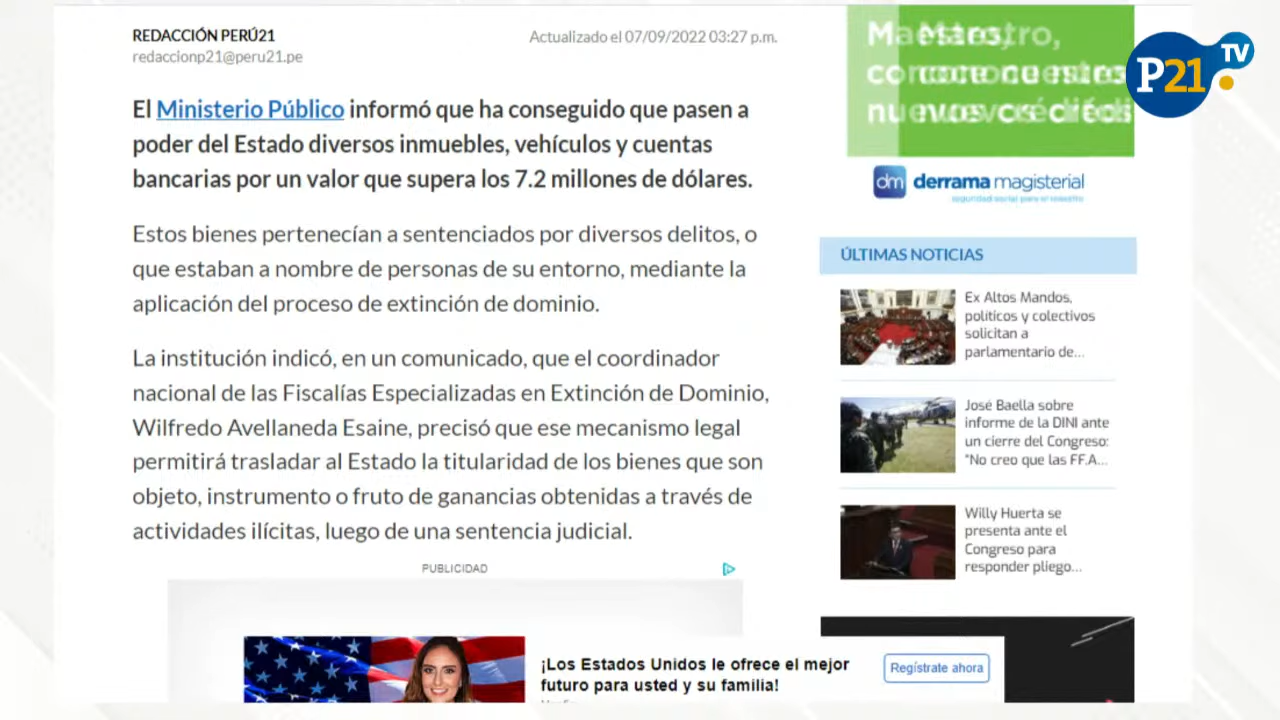 REDACCIÓN PERÚ21
redaccionp21@peru21.pe
Actualizado el 07/09/2022 03:27 p.m.
El Ministerio Público informó que ha conseguido que pasen a
poder del Estado diversos inmuebles, vehículos y cuentas
bancarias por un valor que supera los 7.2 millones de dólares.
Estos bienes pertenecían a sentenciados por diversos delitos, o
que estaban a nombre de personas de su entorno, mediante la
aplicación del proceso de extinción de dominio.
La institución indicó, en un comunicado, que el coordinador
nacional de las Fiscalías Especializadas en Extinción de Dominio,
Wilfredo Avellaneda Esaine, precisó que ese mecanismo legal
permitirá trasladar al Estado la titularidad de los bienes que son
objeto, instrumento o fruto de ganancias obtenidas a través de
actividades ilícitas, luego de una sentencia judicial.
PUBLICIDAD
¡Los Estados Unidos le ofrece el mejor
futuro para usted y su familia!
Regístrate ahora
P21 TV
dm derrama magisterial
seguridad social para el maestro
ÚLTIMAS NOTICIAS
Ex Altos Mandos,
políticos y colectivos
solicitan a
parlamentario de...
José Baella sobre
informe de la DINI ante
un cierre del Congreso:
"No creo que las FF.A...
Willy Huerta se
presenta ante el
Congreso para
responder pliego...